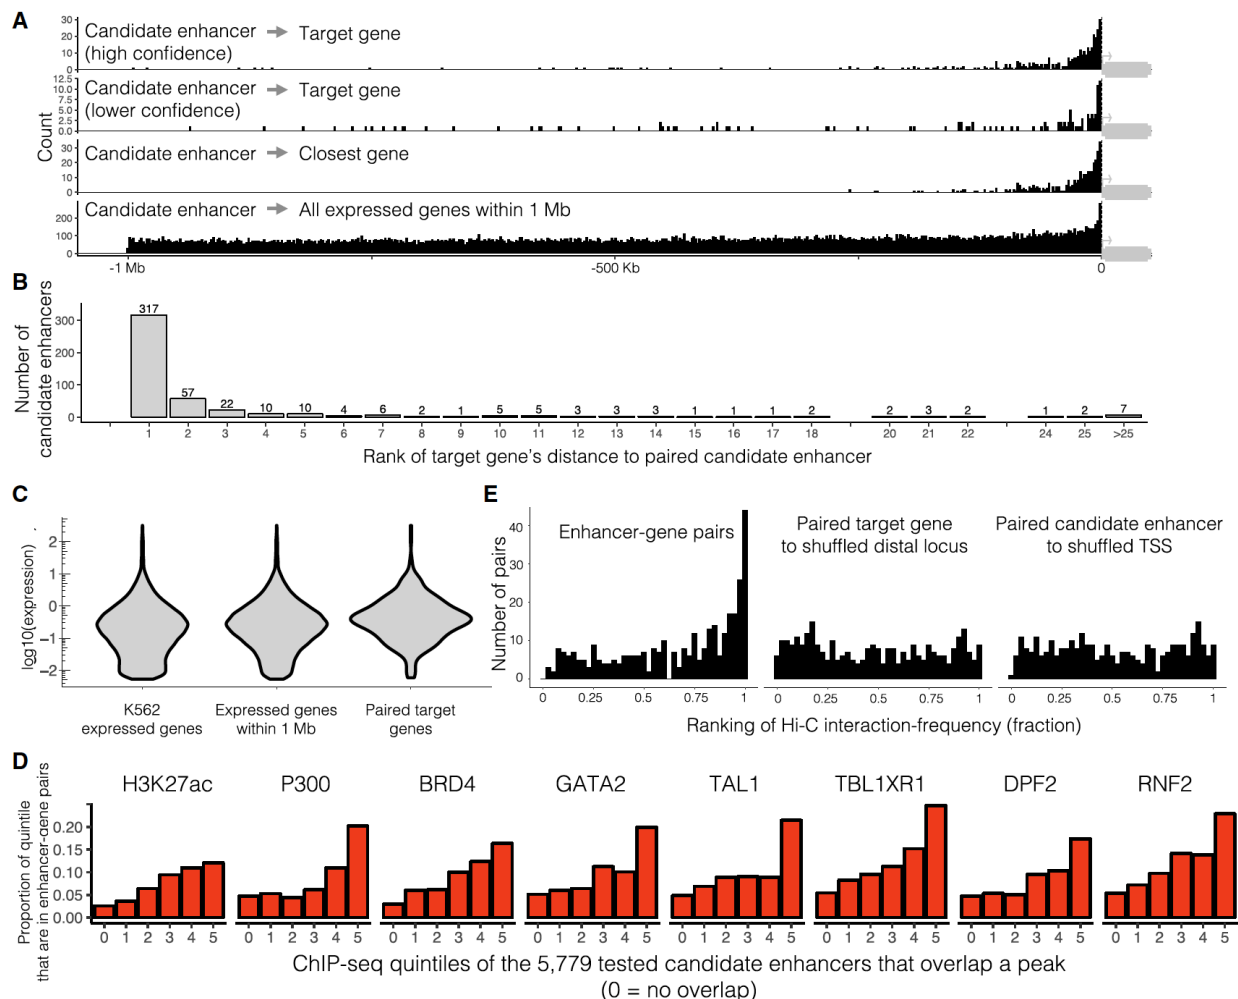 A
Candidate enhancer → Target gene
(high confidence)
30
20
10
0
Candidate enhancer → Target gene
(lower confidence)
12.5
10.0
7.5
5.0
2.5
0.0
Count
Candidate enhancer → Closest gene
30
20
10
0
Candidate enhancer → All expressed genes within 1 Mb
200
100
0
-1 Mb -500 Kb 0
B
Number of
candidate enhancers
300
200
100
0
317 57 22 10 10 4 6 2 1 5 5 3 3 3 1 1 1 2 2 3 2 1 2 7
1 2 3 4 5 6 7 8 9 10 11 12 13 14 15 16 17 18 20 21 22 24 25 >25
Rank of target gene's distance to paired candidate enhancer
C
log10(expression)
2
1
0
−1
−2
K562
expressed genes
Expressed genes
within 1 Mb
Paired target
genes
E
Number of pairs
40
30
20
10
0
Enhancer-gene pairs
Paired target gene
to shuffled distal locus
Paired candidate enhancer
to shuffled TSS
0 0.25 0.5 0.75 1
0 0.25 0.5 0.75 1
0 0.25 0.5 0.75 1
Ranking of Hi-C interaction-frequency (fraction)
D
Proportion of quintile
that are in enhancer-gene pairs
H3K27ac P300 BRD4 GATA2 TAL1 TBL1XR1 DPF2 RNF2
0.20
0.15
0.10
0.05
0.00
0 1 2 3 4 5
0 1 2 3 4 5
0 1 2 3 4 5
0 1 2 3 4 5
0 1 2 3 4 5
0 1 2 3 4 5
0 1 2 3 4 5
0 1 2 3 4 5
ChIP-seq quintiles of the 5,779 tested candidate enhancers that overlap a peak
(0 = no overlap)